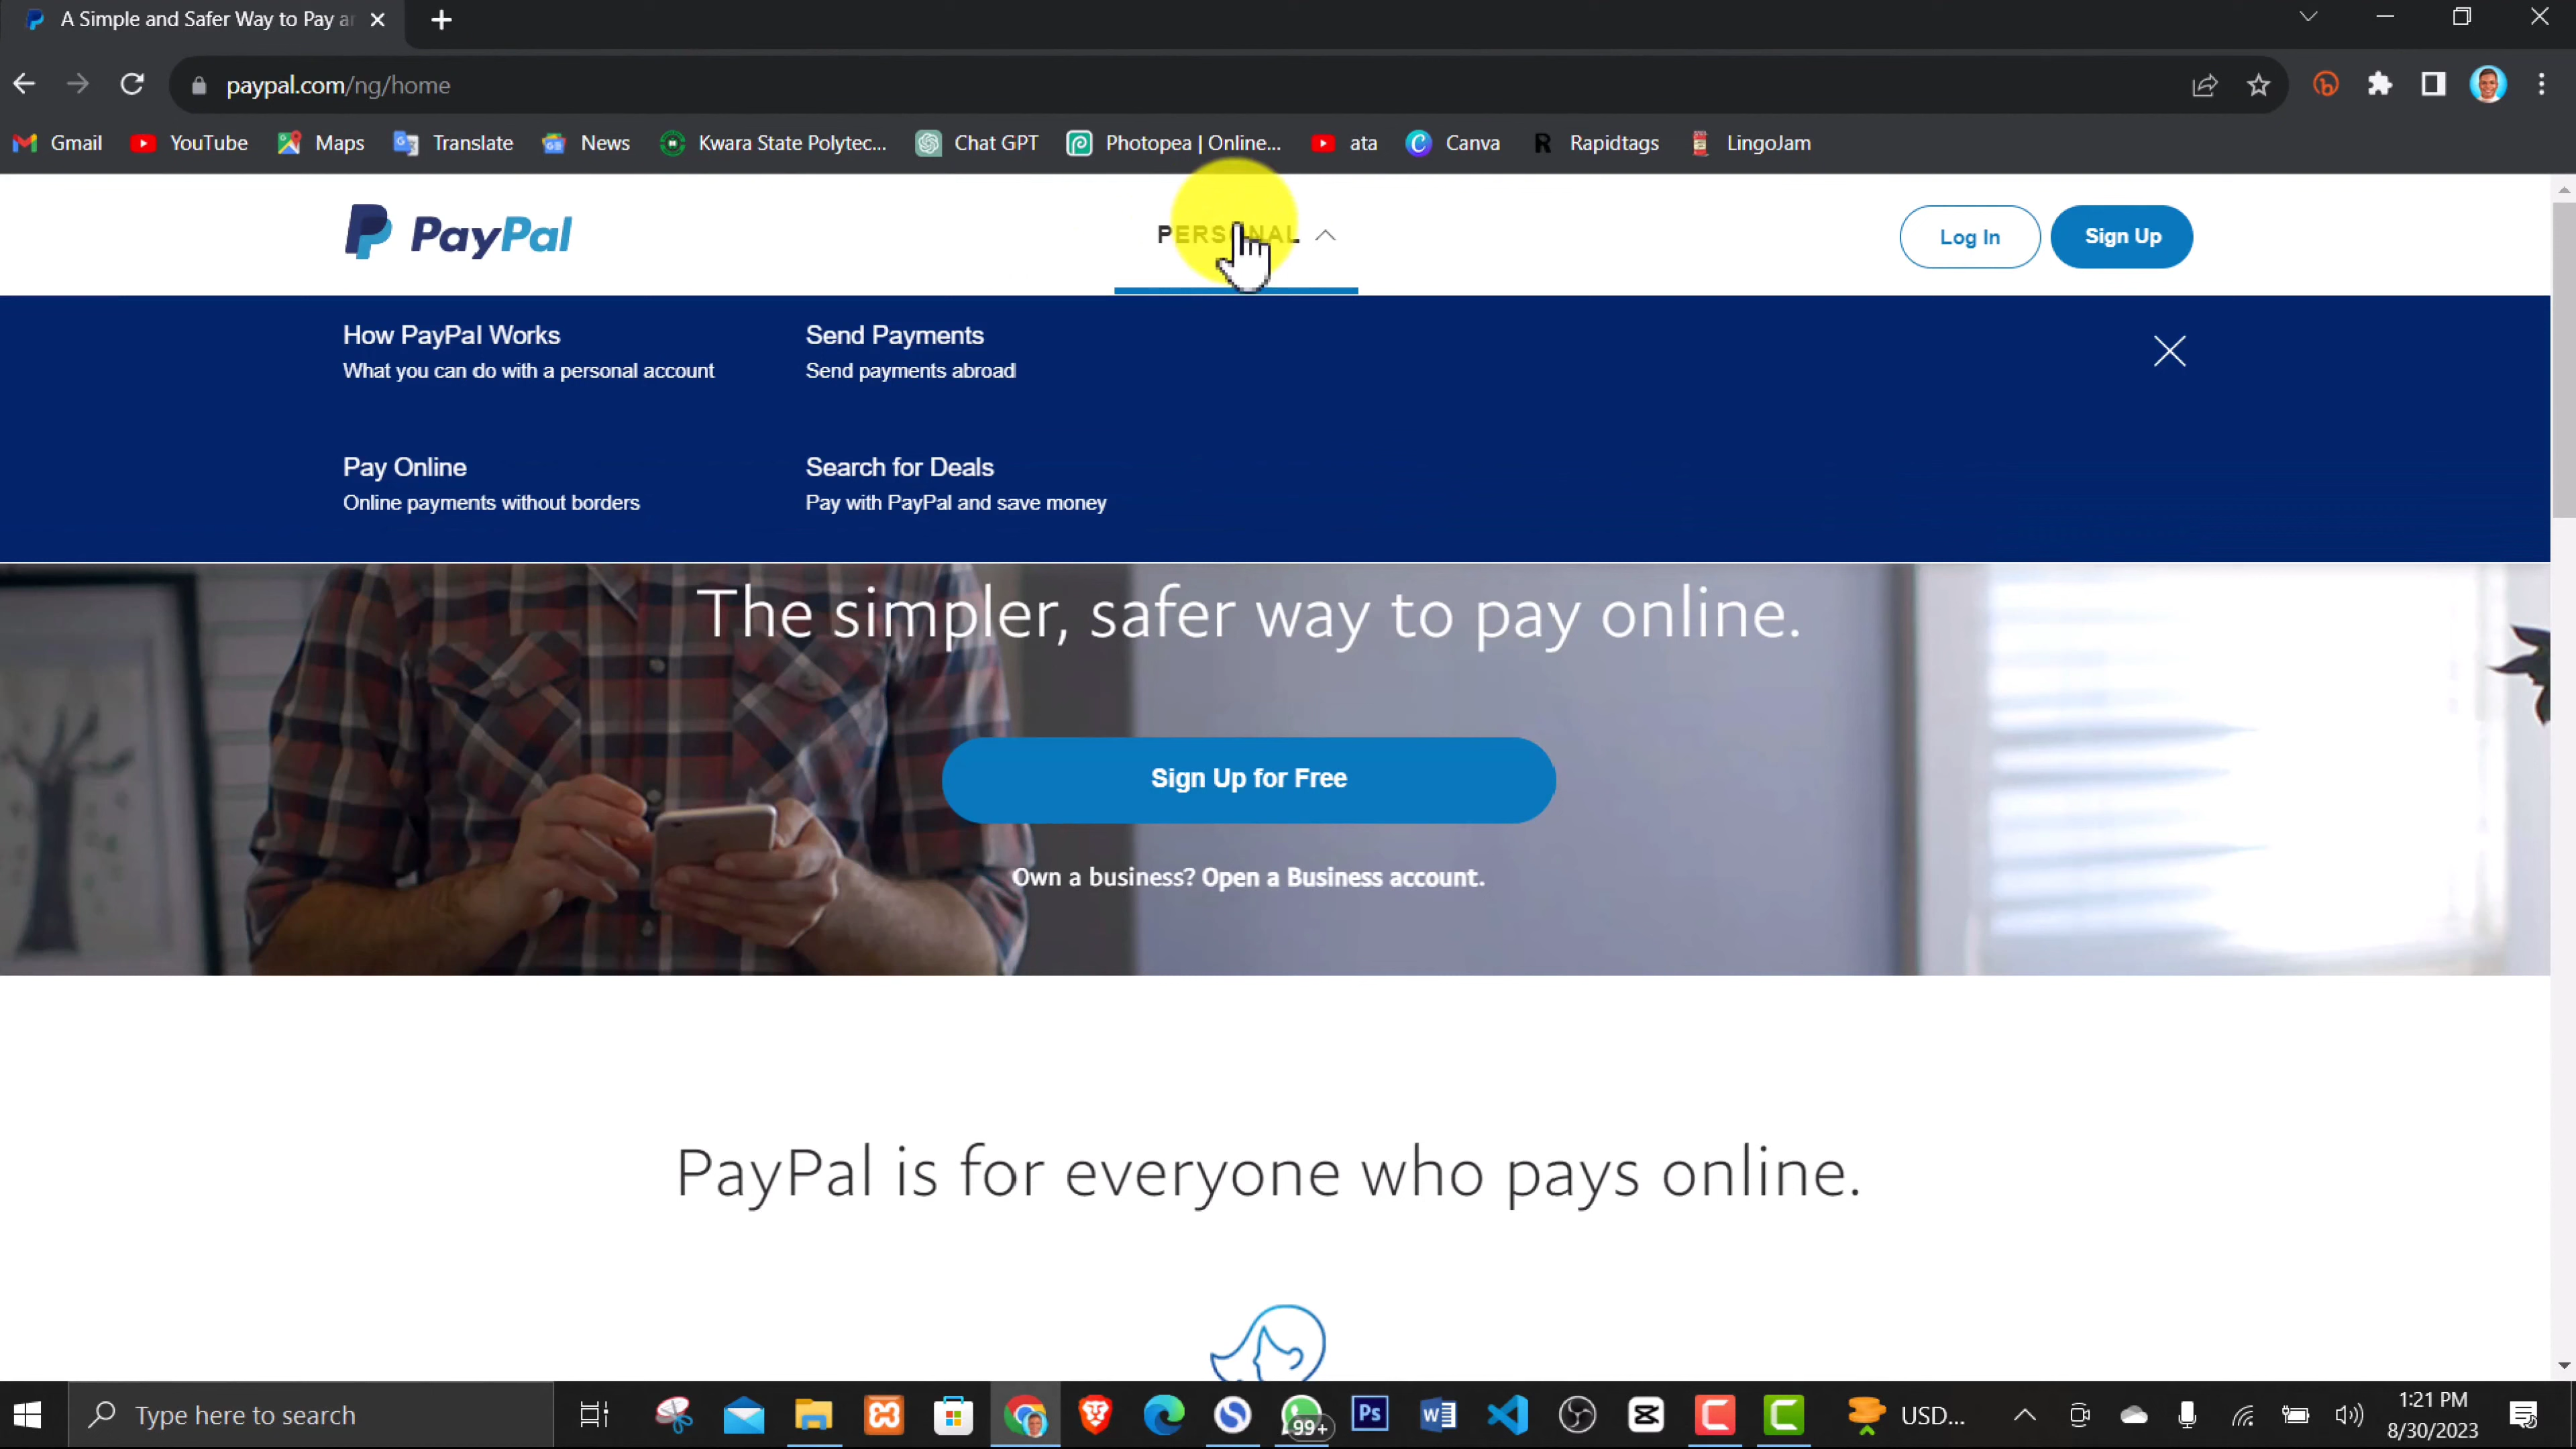 A Simple and Safer Way to Pay ar
paypal.com/ng/home
Gmail YouTube Maps Translate News Kwara State Polytec... Chat GPT Photopea | Online... ata Canva Rapidtags LingoJam
PayPal PERSONAL Log In Sign Up
How PayPal Works
What you can do with a personal account
Send Payments
Send payments abroad
Pay Online
Online payments without borders
Search for Deals
Pay with PayPal and save money
The simpler, safer way to pay online.
Sign Up for Free
Own a business? Open a Business account.
PayPal is for everyone who pays online.
Type here to search 99+ Ps USD... 1:21 PM
8/30/2023